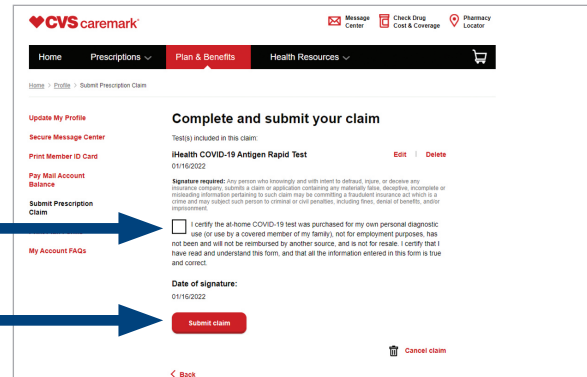 CVS caremark
Message
Center
Check Drug
Cost & Coverage
Pharmacy
Locator
Home Prescriptions Plan & Benefits Health Resources
Home > Profile > Submit Prescription Claim
Update My Profile
Secure Message Center
Print Member ID Card
Pay Mail Account
Balance
Submit Prescription
Claim
My Account FAQs
Complete and submit your claim
Test(s) included in this claim:
iHealth COVID-19 Antigen Rapid Test Edit | Delete
01/16/2022
Signature required: Any person who knowingly and with intent to defraud, injure, or deceive any
insurance company, submits a claim or application containing any materially false, deceptive, incomplete or
misleading information pertaining to such claim may be committing a fraudulent insurance act which is a
crime and may subject such person to criminal or civil penalties, including fines, denial of benefits, and/or
imprisonment.
I certify the at-home COVID-19 test was purchased for my own personal diagnostic
use (or use by a covered member of my family), not for employment purposes, has
not been and will not be reimbursed by another source, and is not for resale. I certify that I
have read and understand this form, and that all the information entered in this form is true
and correct.
Date of signature:
01/16/2022
Submit claim
Cancel claim
< Back